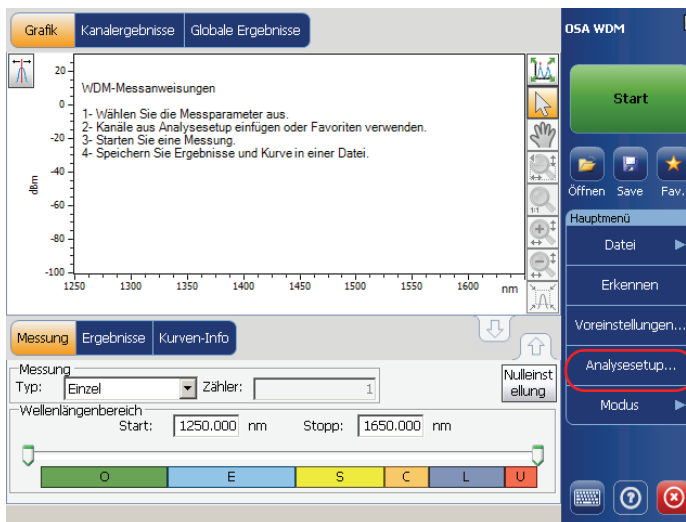 Grafik Kanalergebnisse Globale Ergebnisse
OSA WDM
WDM-Messanweisungen
1- Wählen Sie die Messparameter aus.
2- Kanäle aus Analysesetup einfügen oder Favoriten verwenden.
3- Starten Sie eine Messung.
4- Speichern Sie Ergebnisse und Kurve in einer Datei.
20
0
-20
-40
-60
-80
-100
dBm
1250 1300 1350 1400 1450 1500 1550 1600 nm
1:1
Start
Öffnen Save Fav.
Hauptmenü
Datei
Erkennen
Voreinstellungen...
Analysesetup...
Modus
Messung Ergebnisse Kurven-Info
Messung
Typ: Einzel Zähler: 1
Nulleinst
ellung
Wellenlängenbereich
Start: 1250.000 nm Stopp: 1650.000 nm
O E S C L U
?